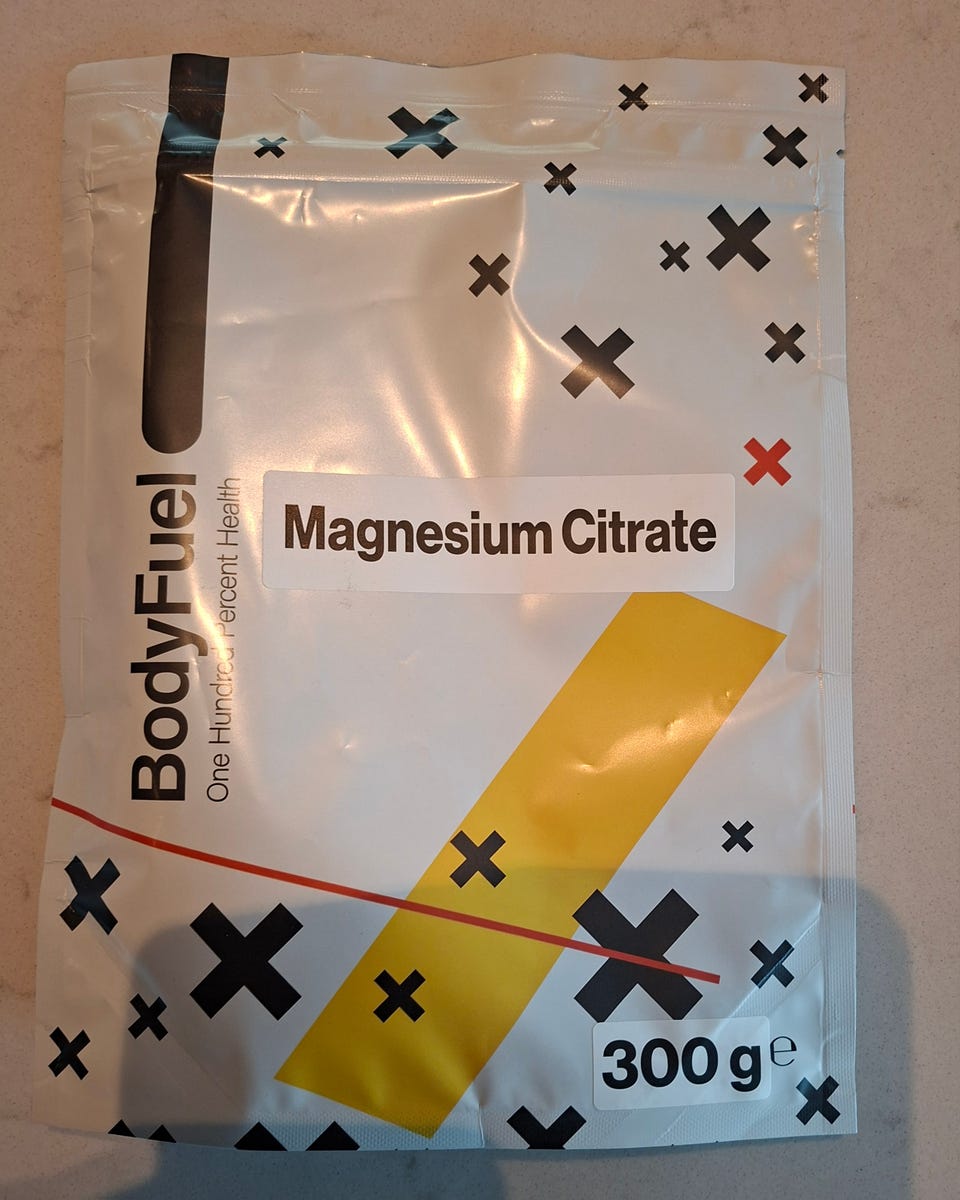 BodyFuel
One Hundred Percent Health
Magnesium Citrate
300 g ℮